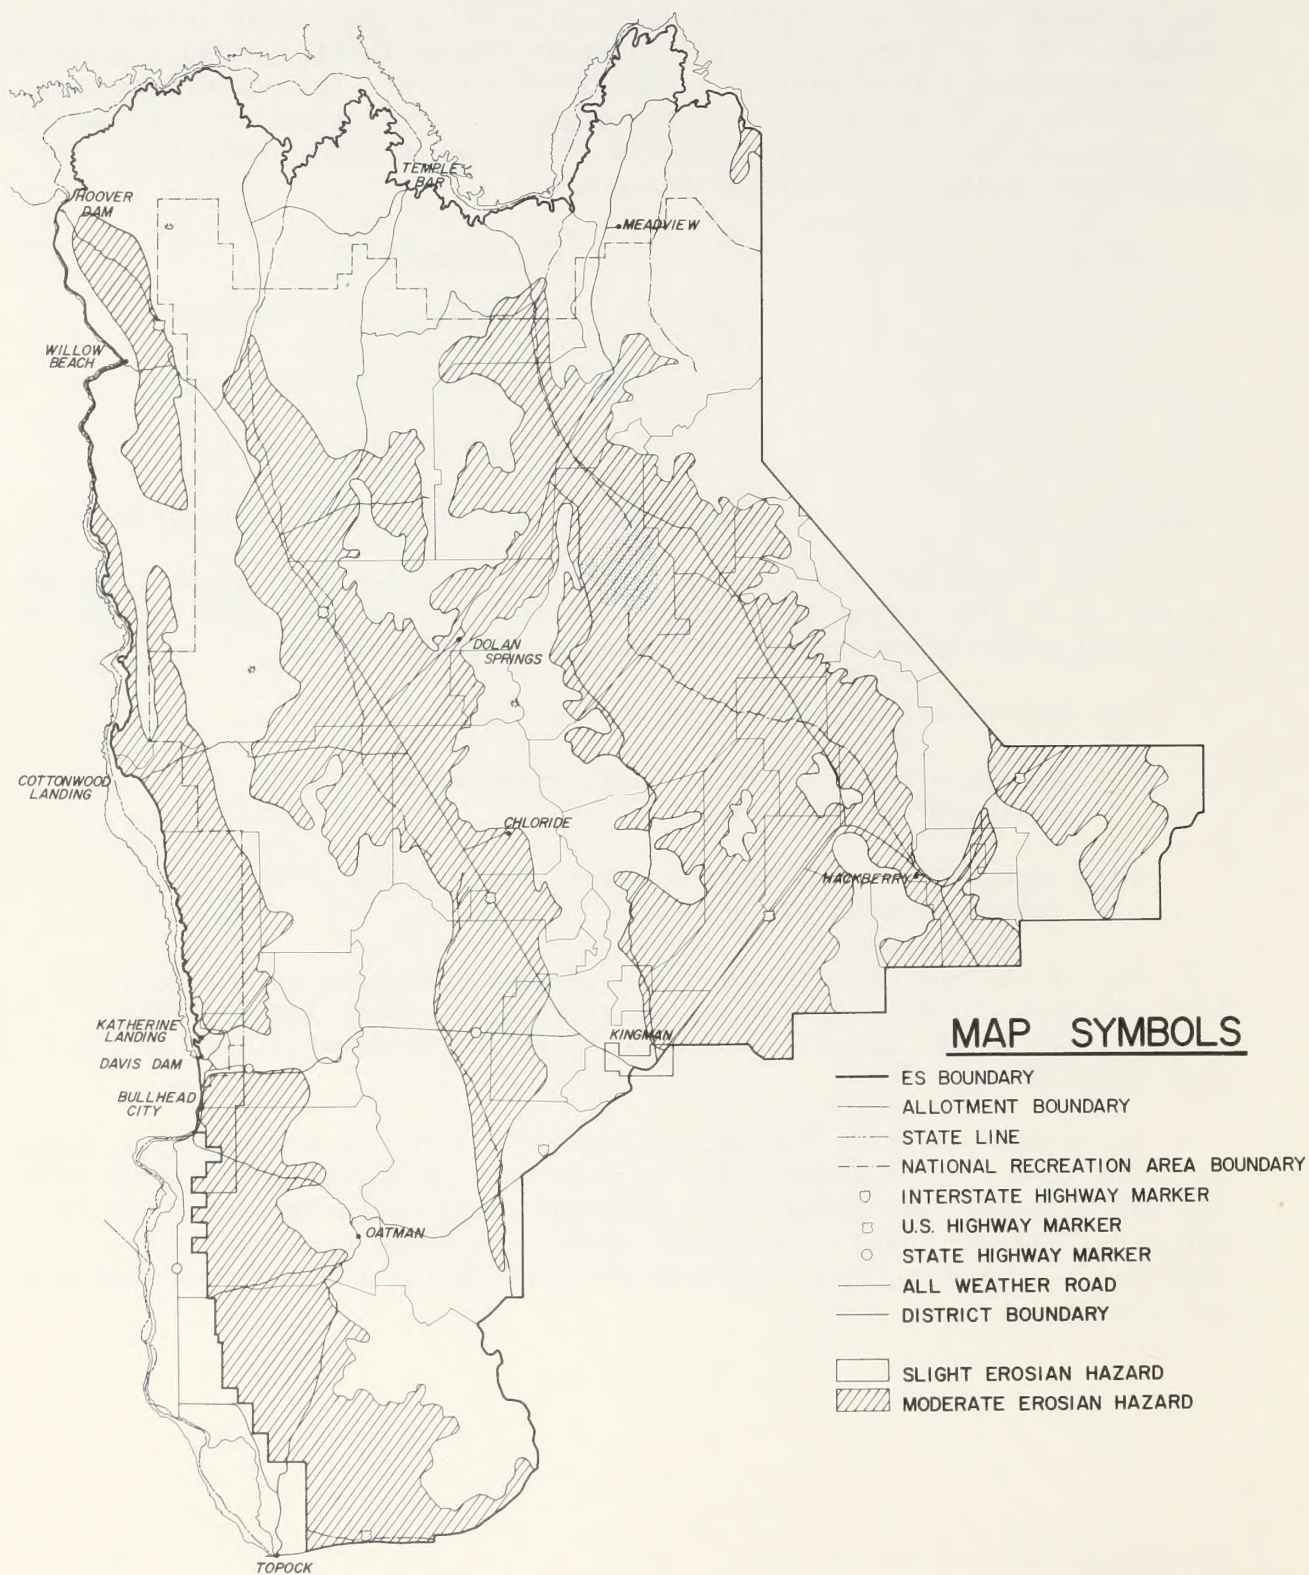 TEMPLE
BAR
HOOVER
DAM
MEADVIEW
WILLOW
BEACH
DOLAN
SPRINGS
COTTONWOOD
LANDING
CHLORIDE
HACKBERRY
KATHERINE
LANDING
KINGMAN
DAVIS DAM
BULLHEAD
CITY
OATMAN
TOPOCK
MAP SYMBOLS
ES BOUNDARY
ALLOTMENT BOUNDARY
STATE LINE
NATIONAL RECREATION AREA BOUNDARY
INTERSTATE HIGHWAY MARKER
U.S. HIGHWAY MARKER
STATE HIGHWAY MARKER
ALL WEATHER ROAD
DISTRICT BOUNDARY
SLIGHT EROSIAN HAZARD
MODERATE EROSIAN HAZARD